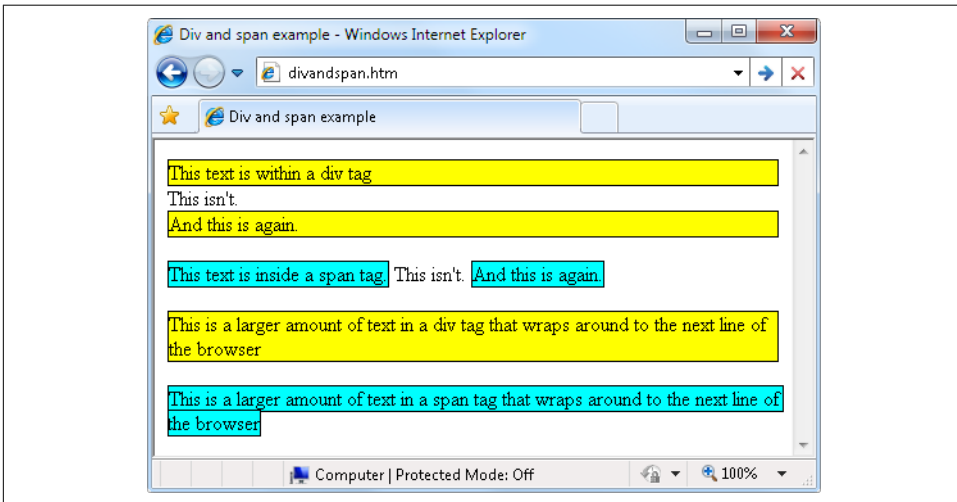 Div and span example - Windows Internet Explorer
divandspan.htm
Div and span example
This text is within a div tag
This isn't.
And this is again.
This text is inside a span tag. This isn't. And this is again.
This is a larger amount of text in a div tag that wraps around to the next line of
the browser
This is a larger amount of text in a span tag that wraps around to the next line of
the browser
Computer | Protected Mode: Off 100%